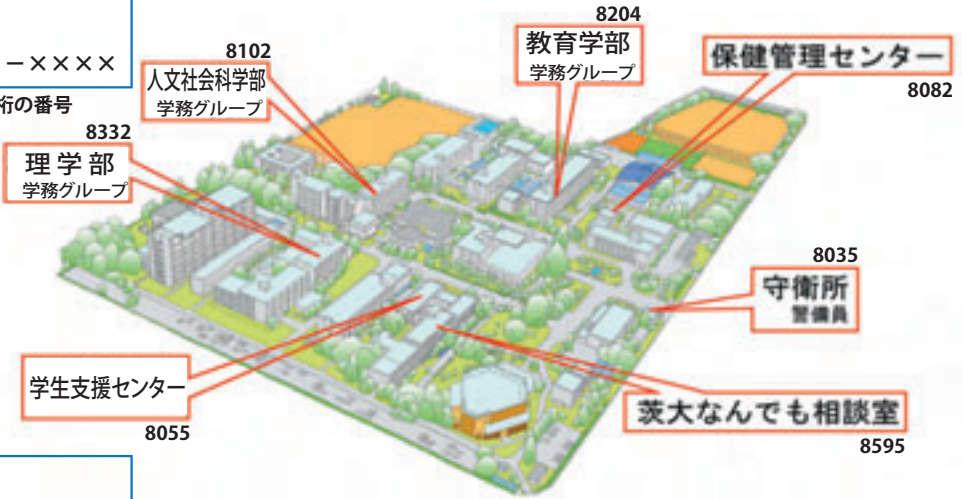 －××××
桁の番号
8102
人文社会科学部
学務グループ
8204
教育学部
学務グループ
保健管理センター
8082
8332
理学部
学務グループ
8035
守衛所
警備員
学生支援センター
8055
茨大なんでも相談室
8595